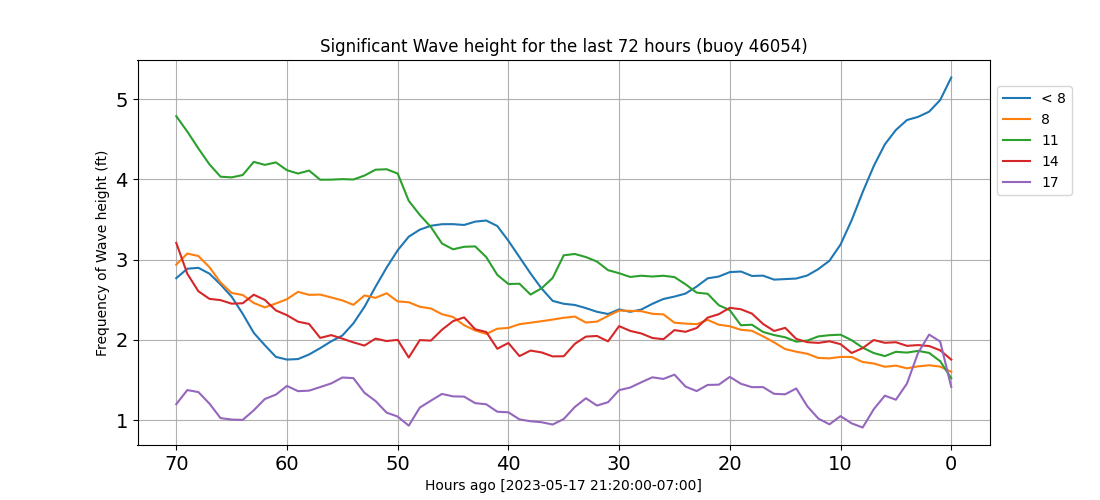 Significant Wave height for the last 72 hours (buoy 46054)
Frequency of Wave height (ft)
5
4
3
2
1
70 60 50 40 30 20 10 0
Hours ago [2023-05-17 21:20:00-07:00]
< 8
8
11
14
17